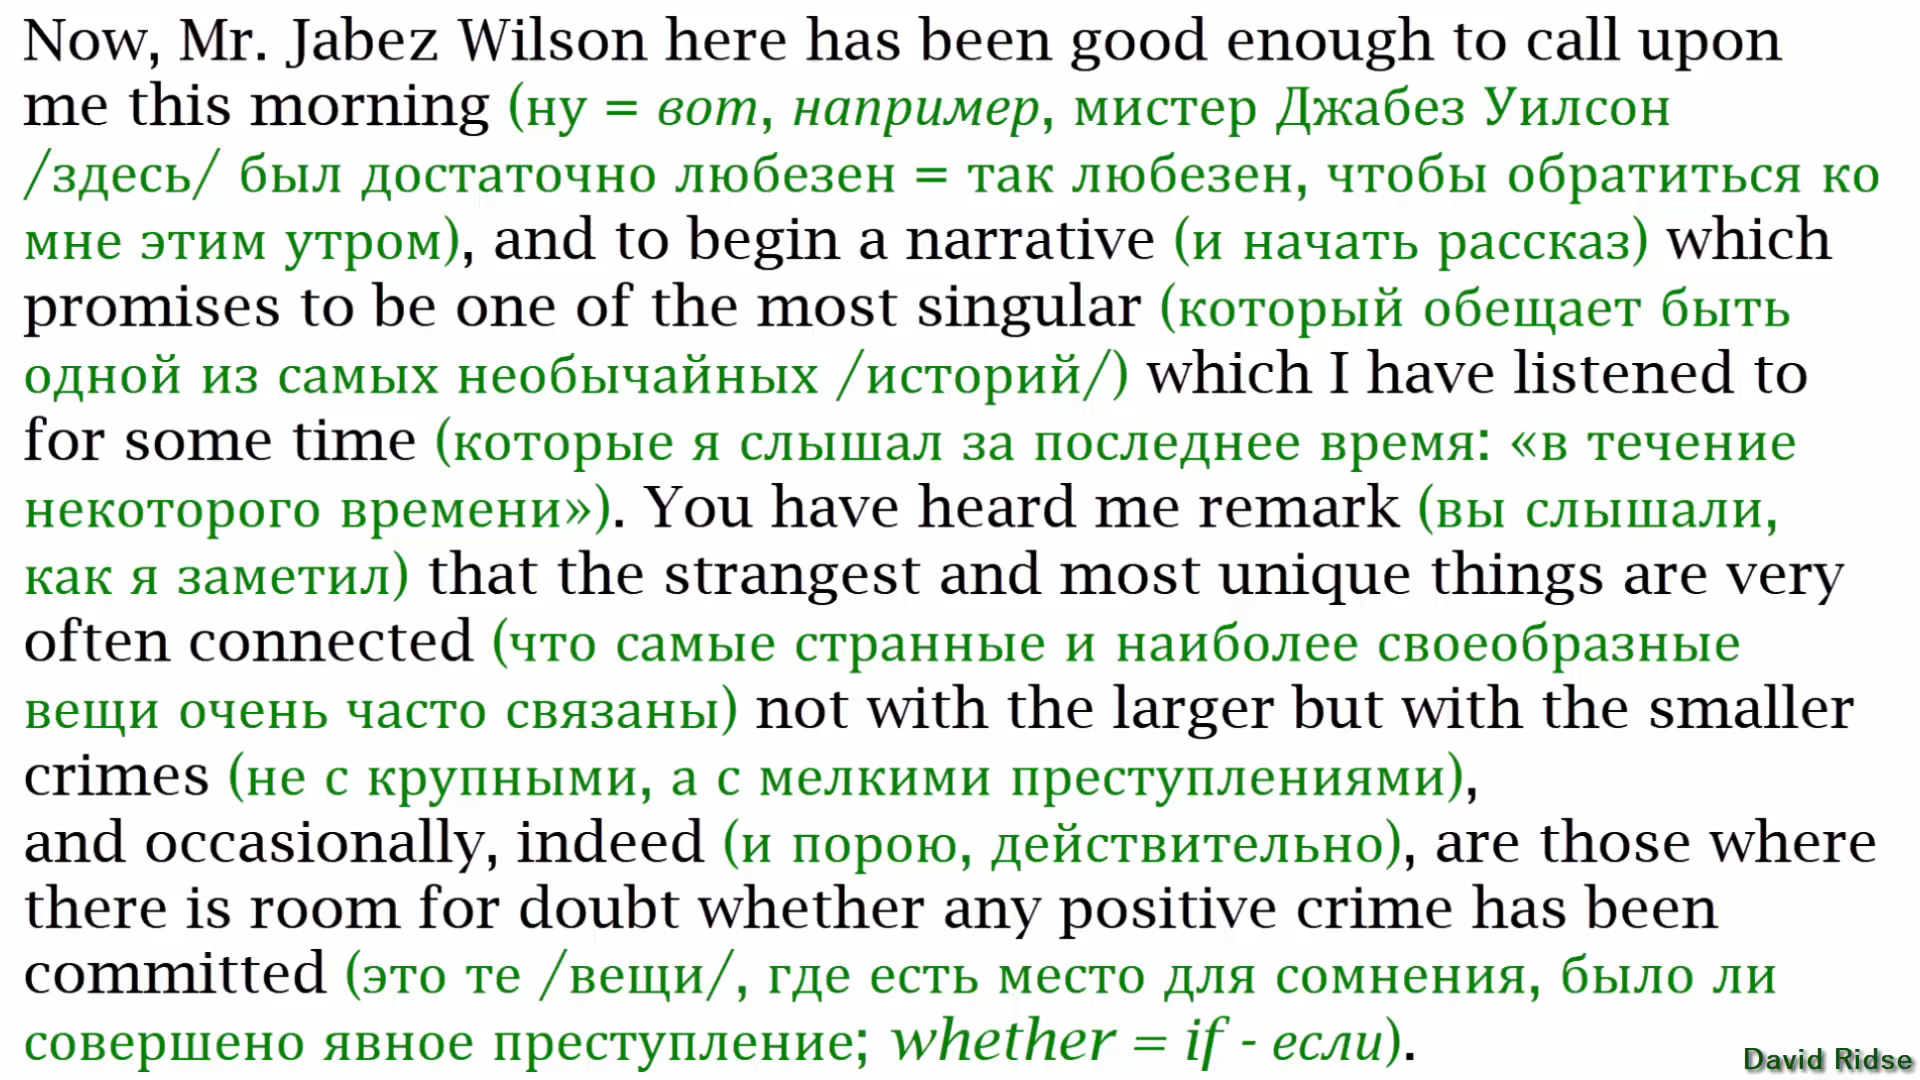 Now, Mr. Jabez Wilson here has been good enough to call upon
me this morning (ну = вот, например, мистер Джабез Уилсон
/здесь/ был достаточно любезен = так любезен, чтобы обратиться ко
мне этим утром), and to begin a narrative (и начать рассказ) which
promises to be one of the most singular (который обещает быть
одной из самых необычайных /историй/) which I have listened to
for some time (которые я слышал за последнее время: «в течение
некоторого времени»). You have heard me remark (вы слышали,
как я заметил) that the strangest and most unique things are very
often connected (что самые странные и наиболее своеобразные
вещи очень часто связаны) not with the larger but with the smaller
crimes (не с крупными, а с мелкими преступлениями),
and occasionally, indeed (и порою, действительно), are those where
there is room for doubt whether any positive crime has been
committed (это те /вещи/, где есть место для сомнения, было ли
совершено явное преступление; whether = if - если).
David Ridse